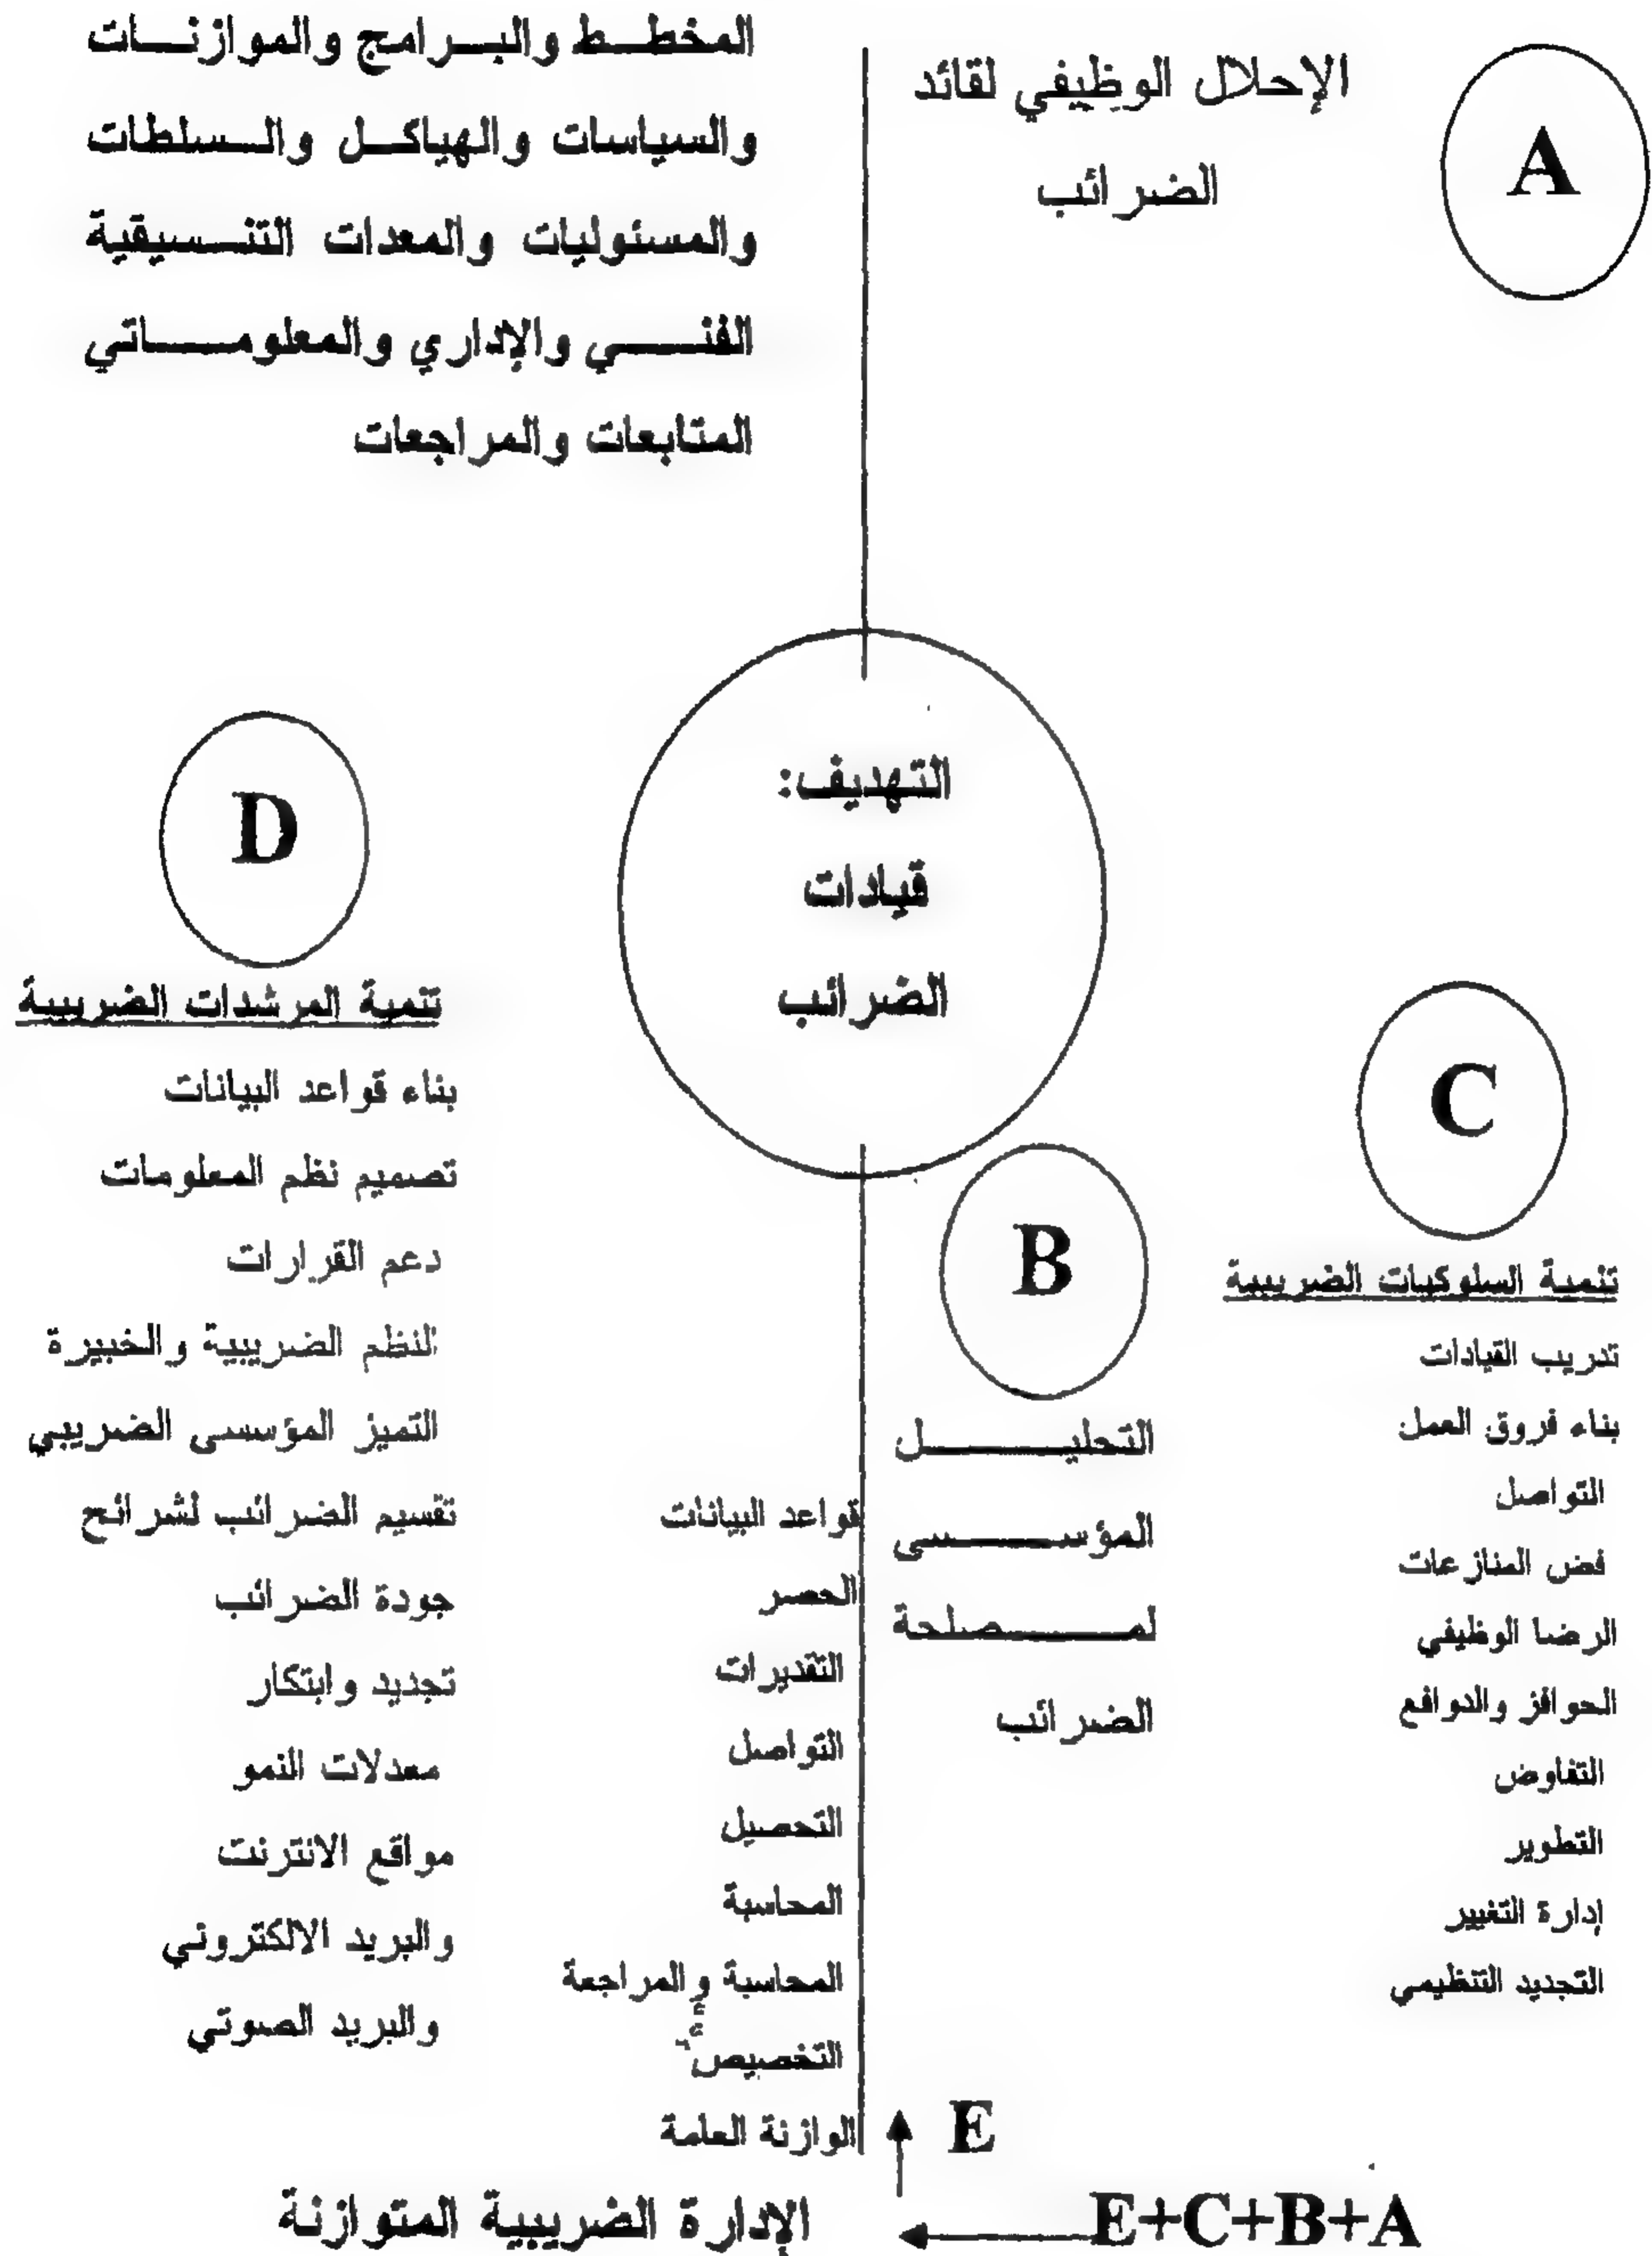 A
الإحلال الوظيفي لقائد
الضرائب
المخطط والبرامج والموازنات
والسياسات والهياكل والسلطات
والمسئوليات والمعدات التنسيقية
الفني والإداري والمعلوماتي
المتابعات والمراجعات
التهديف:
قيادات
الضرائب
C
تنمية السلوكيات الضريبية
تدريب القيادات
بناء فروق العمل
التواصل
فض المنازعات
الرضا الوظيفي
الحوافز والدوافع
التفاوض
التطوير
إدارة التغيير
التجديد التنظيمي
B
التحليل
المؤسسى
لمصلحة
الضرائب
قواعد البيانات
الحصر
التقديرات
التواصل
التحصيل
المحاسبة
المحاسبة والمراجعة
التخصيص
الوازنة العامة
D
تنمية المرشدات الضريبية
بناء قواعد البيانات
تصميم نظم المعلومات
دعم القرارات
النظم الضريبية والخبيرة
التميز المؤسسى الضريبي
تقسيم الضرائب لشرائح
جودة الضرائب
تجديد وابتكار
معدلات النمو
مواقع الانترنت
والبريد الالكتروني
والبريد الصوتي
E
E+C+B+A
الإدارة الضريبية المتوازنة